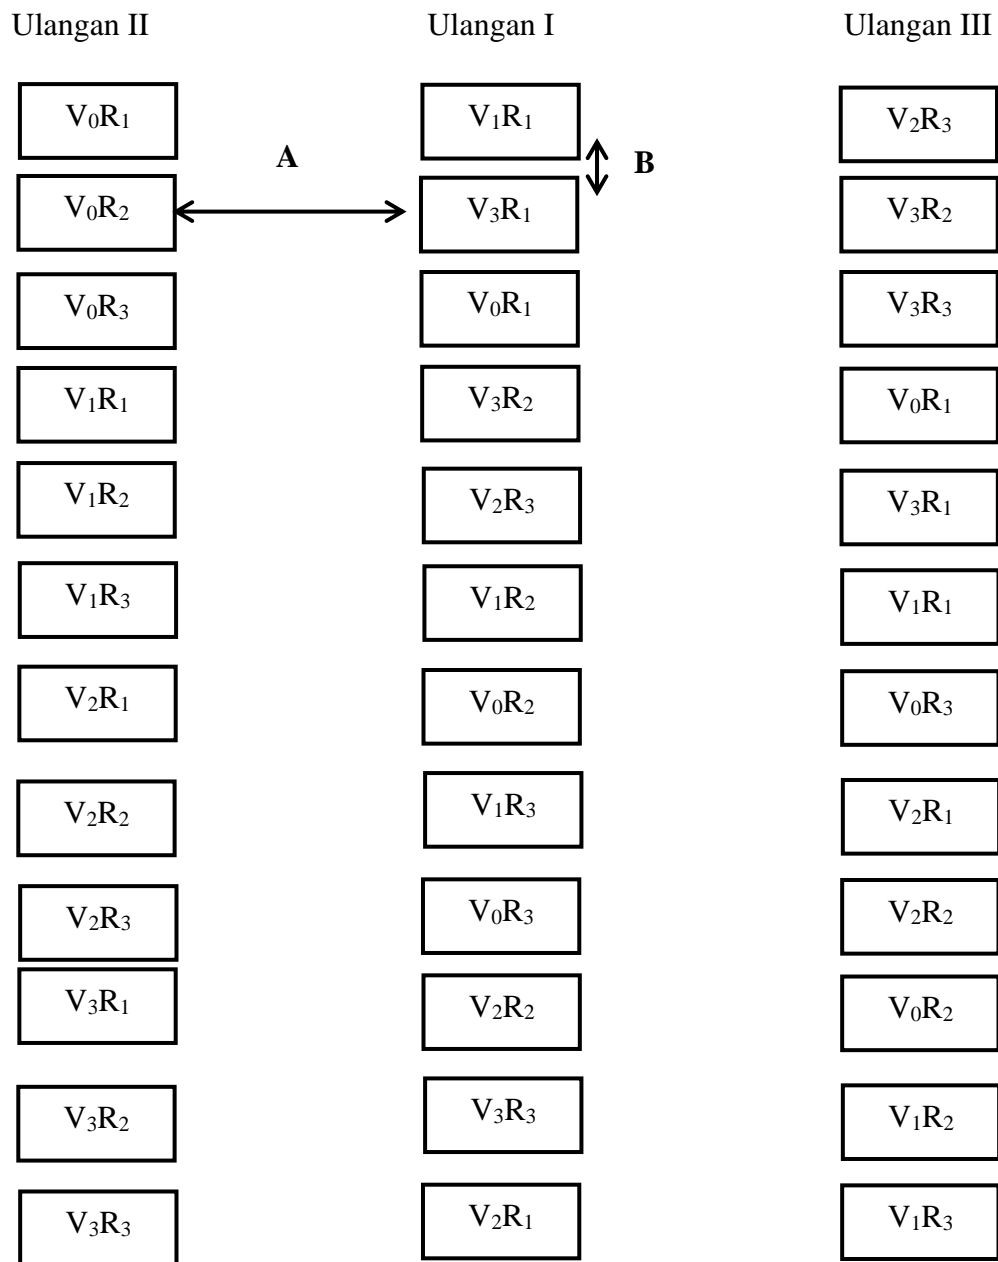 Ulangan II Ulangan I Ulangan III
V₀R₁ V₁R₁ V₂R₃
A B
V₀R₂ V₃R₁ V₃R₂
V₀R₃ V₀R₁ V₃R₃
V₁R₁ V₃R₂ V₀R₁
V₁R₂ V₂R₃ V₃R₁
V₁R₃ V₁R₂ V₁R₁
V₂R₁ V₀R₂ V₀R₃
V₂R₂ V₁R₃ V₂R₁
V₂R₃ V₀R₃ V₂R₂
V₃R₁ V₂R₂ V₀R₂
V₃R₂ V₃R₃ V₁R₂
V₃R₃ V₂R₁ V₁R₃